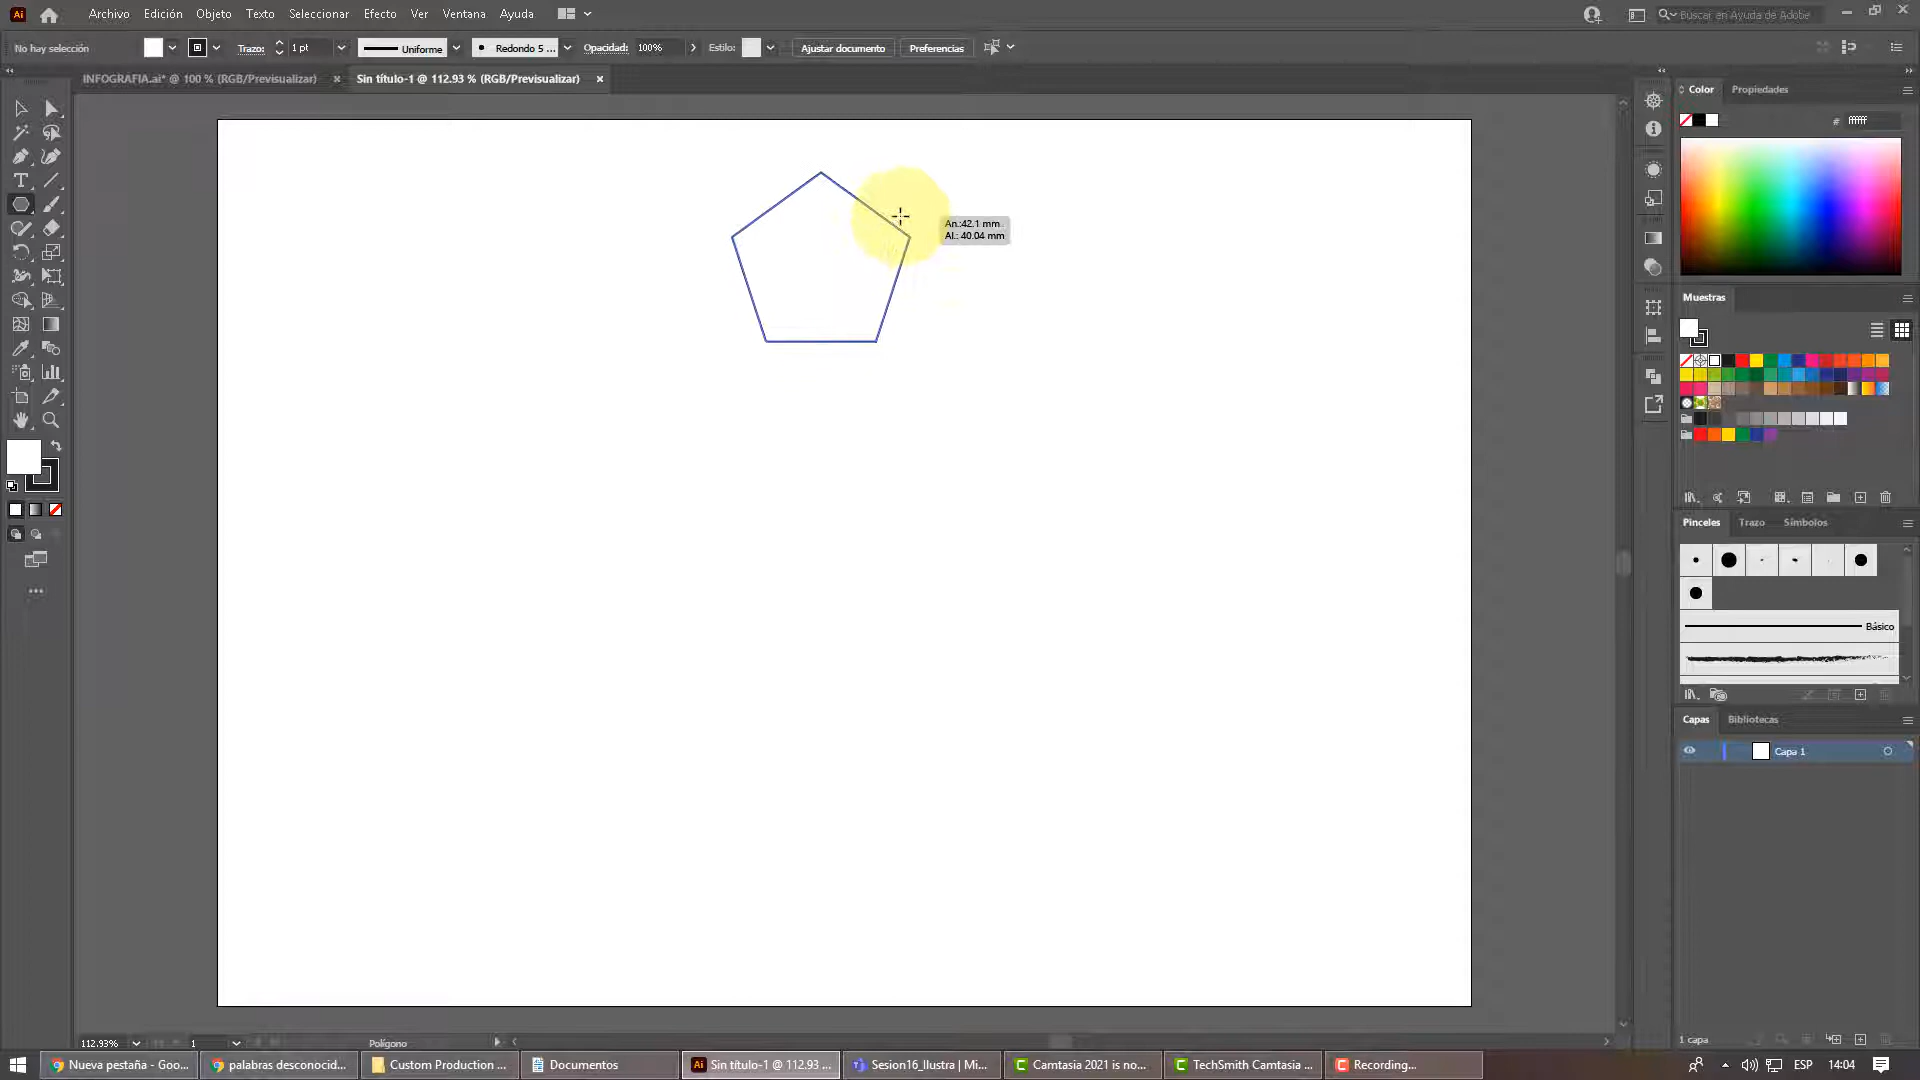 Ai Archivo Edición Objeto Texto Seleccionar Efecto Ver Ventana Ayuda Buscar en Ayuda de Adobe
No hay selección Trazo: 1 pt Uniforme Redondo 5 ... Opacidad: 100% Estilo: Ajustar documento Preferencias
INFOGRAFIA.ai* @ 100 % (RGB/Previsualizar) Sin título-1 @ 112.93 % (RGB/Previsualizar)
Color Propiedades
# ffffff
An.:42.1 mm
Al.: 40.04 mm
Muestras
Pinceles Trazo Símbolos
Básico
Capas Bibliotecas
Capa 1
1 capa
112.93% 1 Polígono
Nueva pestaña - Goo... palabras desconocid... Custom Production ... Documentos Ai Sin título-1 @ 112.93 ... Sesion16_Ilustra | Mi... Camtasia 2021 is no... TechSmith Camtasia ... Recording... ESP 14:04